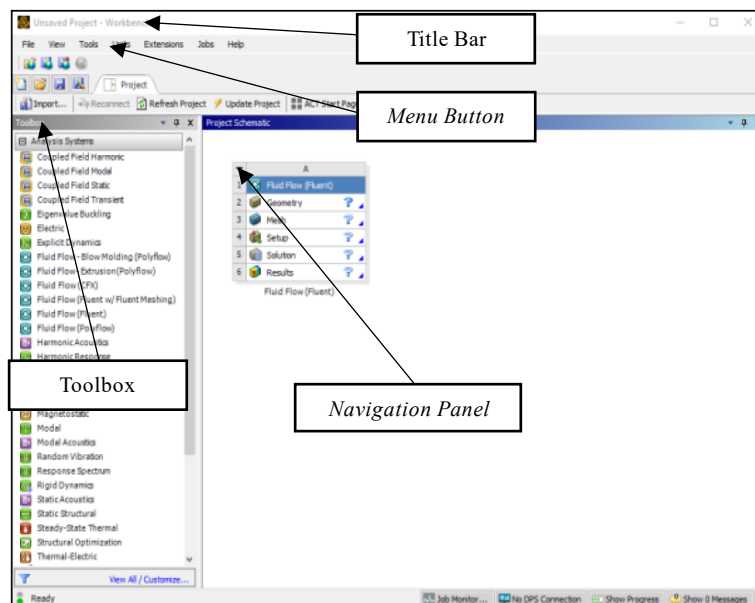 Unsaved Project - Workben
Title Bar
File View Tools Units Extensions Jobs Help
Project
Import... Reconnect Refresh Project Update Project ACT Start Page
Menu Button
Toolbox
Project Schematic
Analysis Systems
Coupled Field Harmonic
Coupled Field Modal
Coupled Field Static
Coupled Field Transient
Eigenvalue Buckling
Electric
Explicit Dynamics
Fluid Flow - Blow Molding (Polyflow)
Fluid Flow - Extrusion (Polyflow)
Fluid Flow (CFX)
Fluid Flow (Fluent w/ Fluent Meshing)
Fluid Flow (Fluent)
Fluid Flow (Polyflow)
Harmonic Acoustics
Harmonic Response
A
1 Fluid Flow (Fluent)
2 Geometry ?
3 Mesh ?
4 Setup ?
5 Solution ?
6 Results ?
Fluid Flow (Fluent)
Toolbox
Navigation Panel
Magnetostatic
Modal
Modal Acoustics
Random Vibration
Response Spectrum
Rigid Dynamics
Static Acoustics
Static Structural
Steady-State Thermal
Structural Optimization
Thermal-Electric
View All / Customize...
Ready
Job Monitor... No DPS Connection Show Progress Show 0 Messages